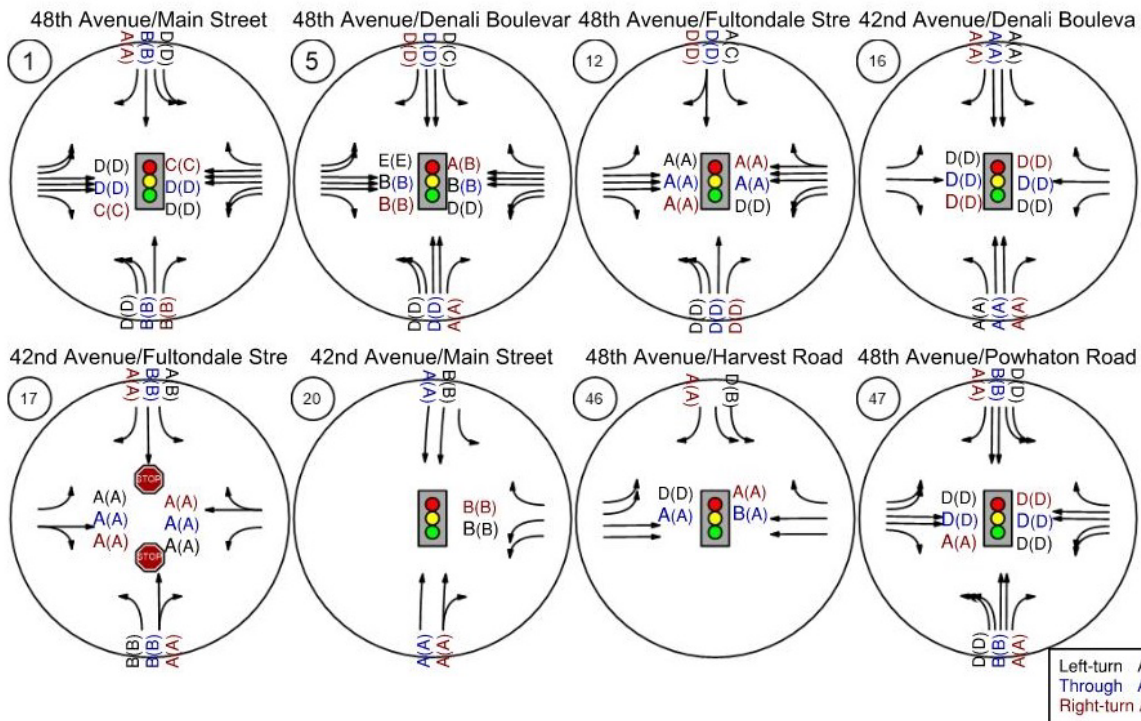 48th Avenue/Main Street
1
A(A)
B(B)
D(D)
D(D)
D(D)
C(C)
C(C)
D(D)
D(D)
D(D)
B(B)
B(B)
48th Avenue/Denali Boulevar
5
D(D)
D(D)
D(C)
E(E)
B(B)
B(B)
A(B)
B(B)
D(D)
D(D)
D(D)
A(A)
48th Avenue/Fultondale Stre
12
D(D)
D(D)
A(C)
A(A)
A(A)
A(A)
A(A)
A(A)
D(D)
D(D)
D(D)
D(D)
42nd Avenue/Denali Bouleva
16
A(A)
A(A)
A(A)
D(D)
D(D)
D(D)
D(D)
D(D)
D(D)
A(A)
A(A)
A(A)
42nd Avenue/Fultondale Stre
17
A(A)
B(B)
A(B)
STOP
A(A)
A(A)
A(A)
A(A)
A(A)
A(A)
STOP
B(B)
B(B)
A(A)
42nd Avenue/Main Street
20
A(A)
B(B)
B(B)
B(B)
A(A)
A(A)
48th Avenue/Harvest Road
46
A(A)
D(B)
D(D)
A(A)
A(A)
B(A)
48th Avenue/Powhaton Road
47
A(A)
B(B)
D(D)
D(D)
D(D)
A(A)
D(D)
D(D)
D(D)
D(D)
B(B)
A(A)
Left-turn A
Through A
Right-turn A